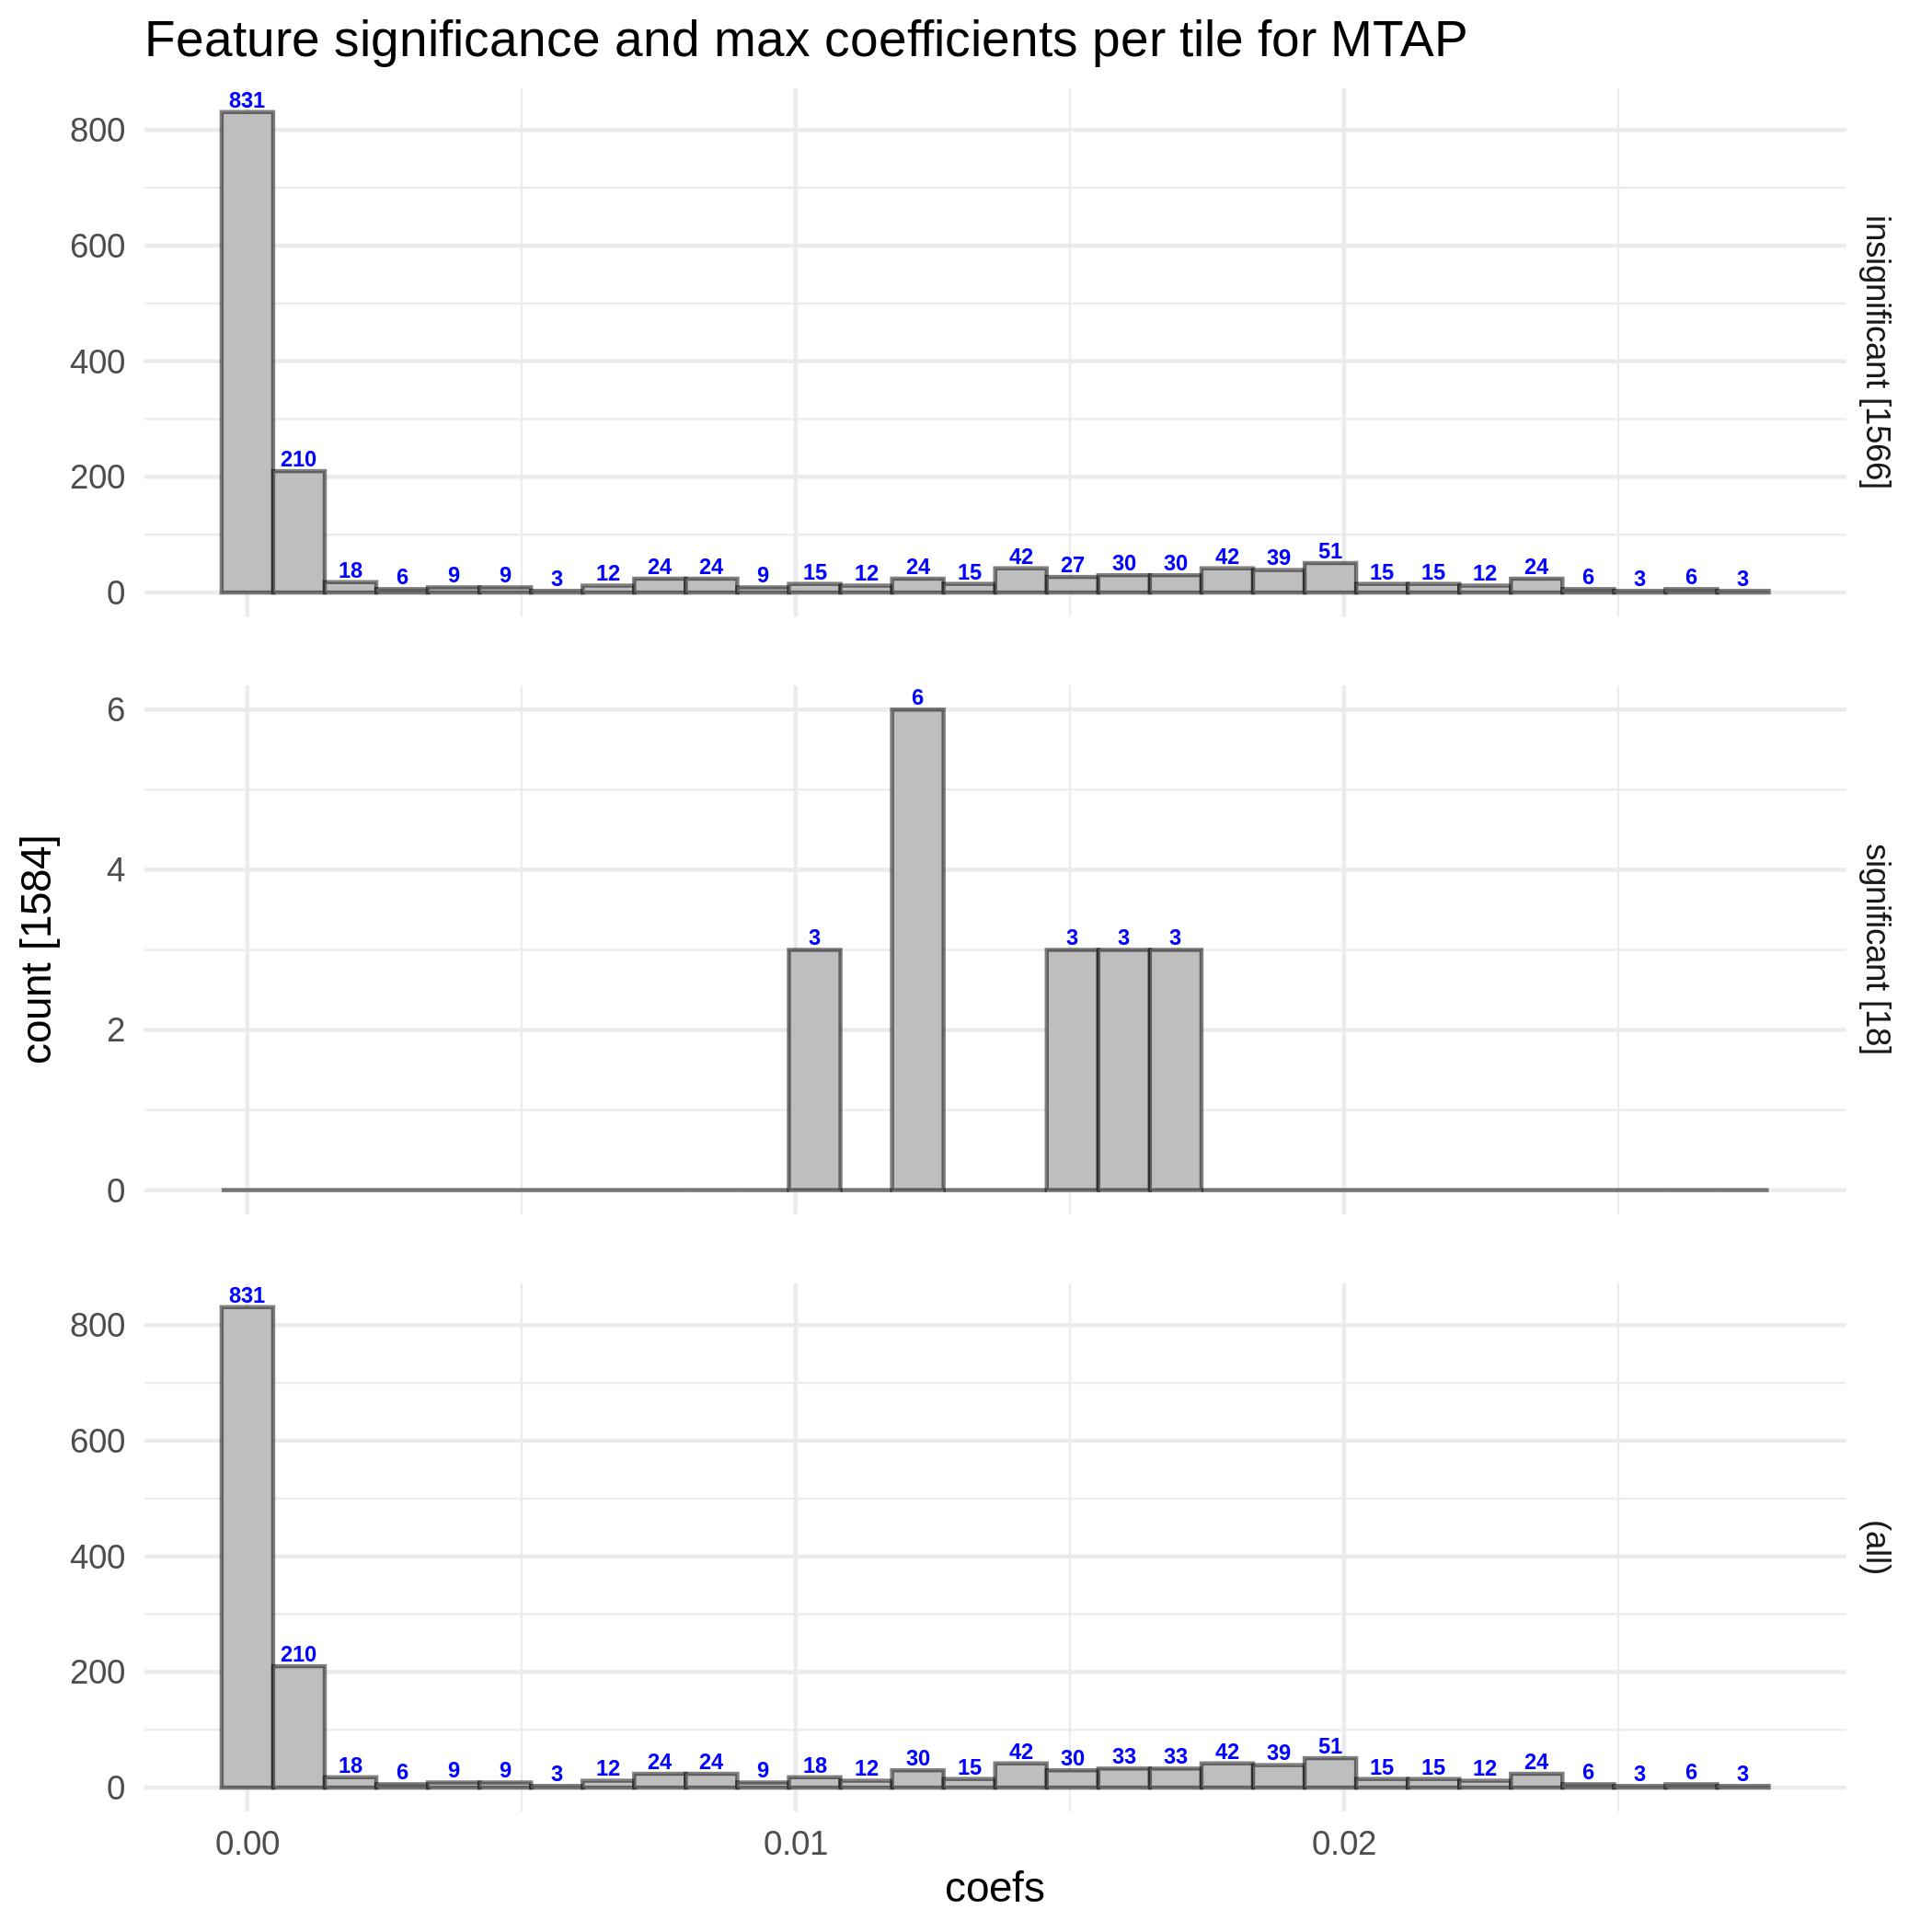 Feature significance and max coefficients per tile for MTAP
831
800
600
400
210
200
18 6 9 9 3 12 24 24 9 15 12 24 15 42 27 30 30 42 39 51 15 15 12 24 6 3 6 3
0
insignificant [1566]
6
6
4
3 3 3 3
2
0
significant [18]
count [1584]
831
800
600
400
210
200
18 6 9 9 3 12 24 24 9 18 12 30 15 42 30 33 33 42 39 51 15 15 12 24 6 3 6 3
0
(all)
0.00 0.01 0.02
coefs